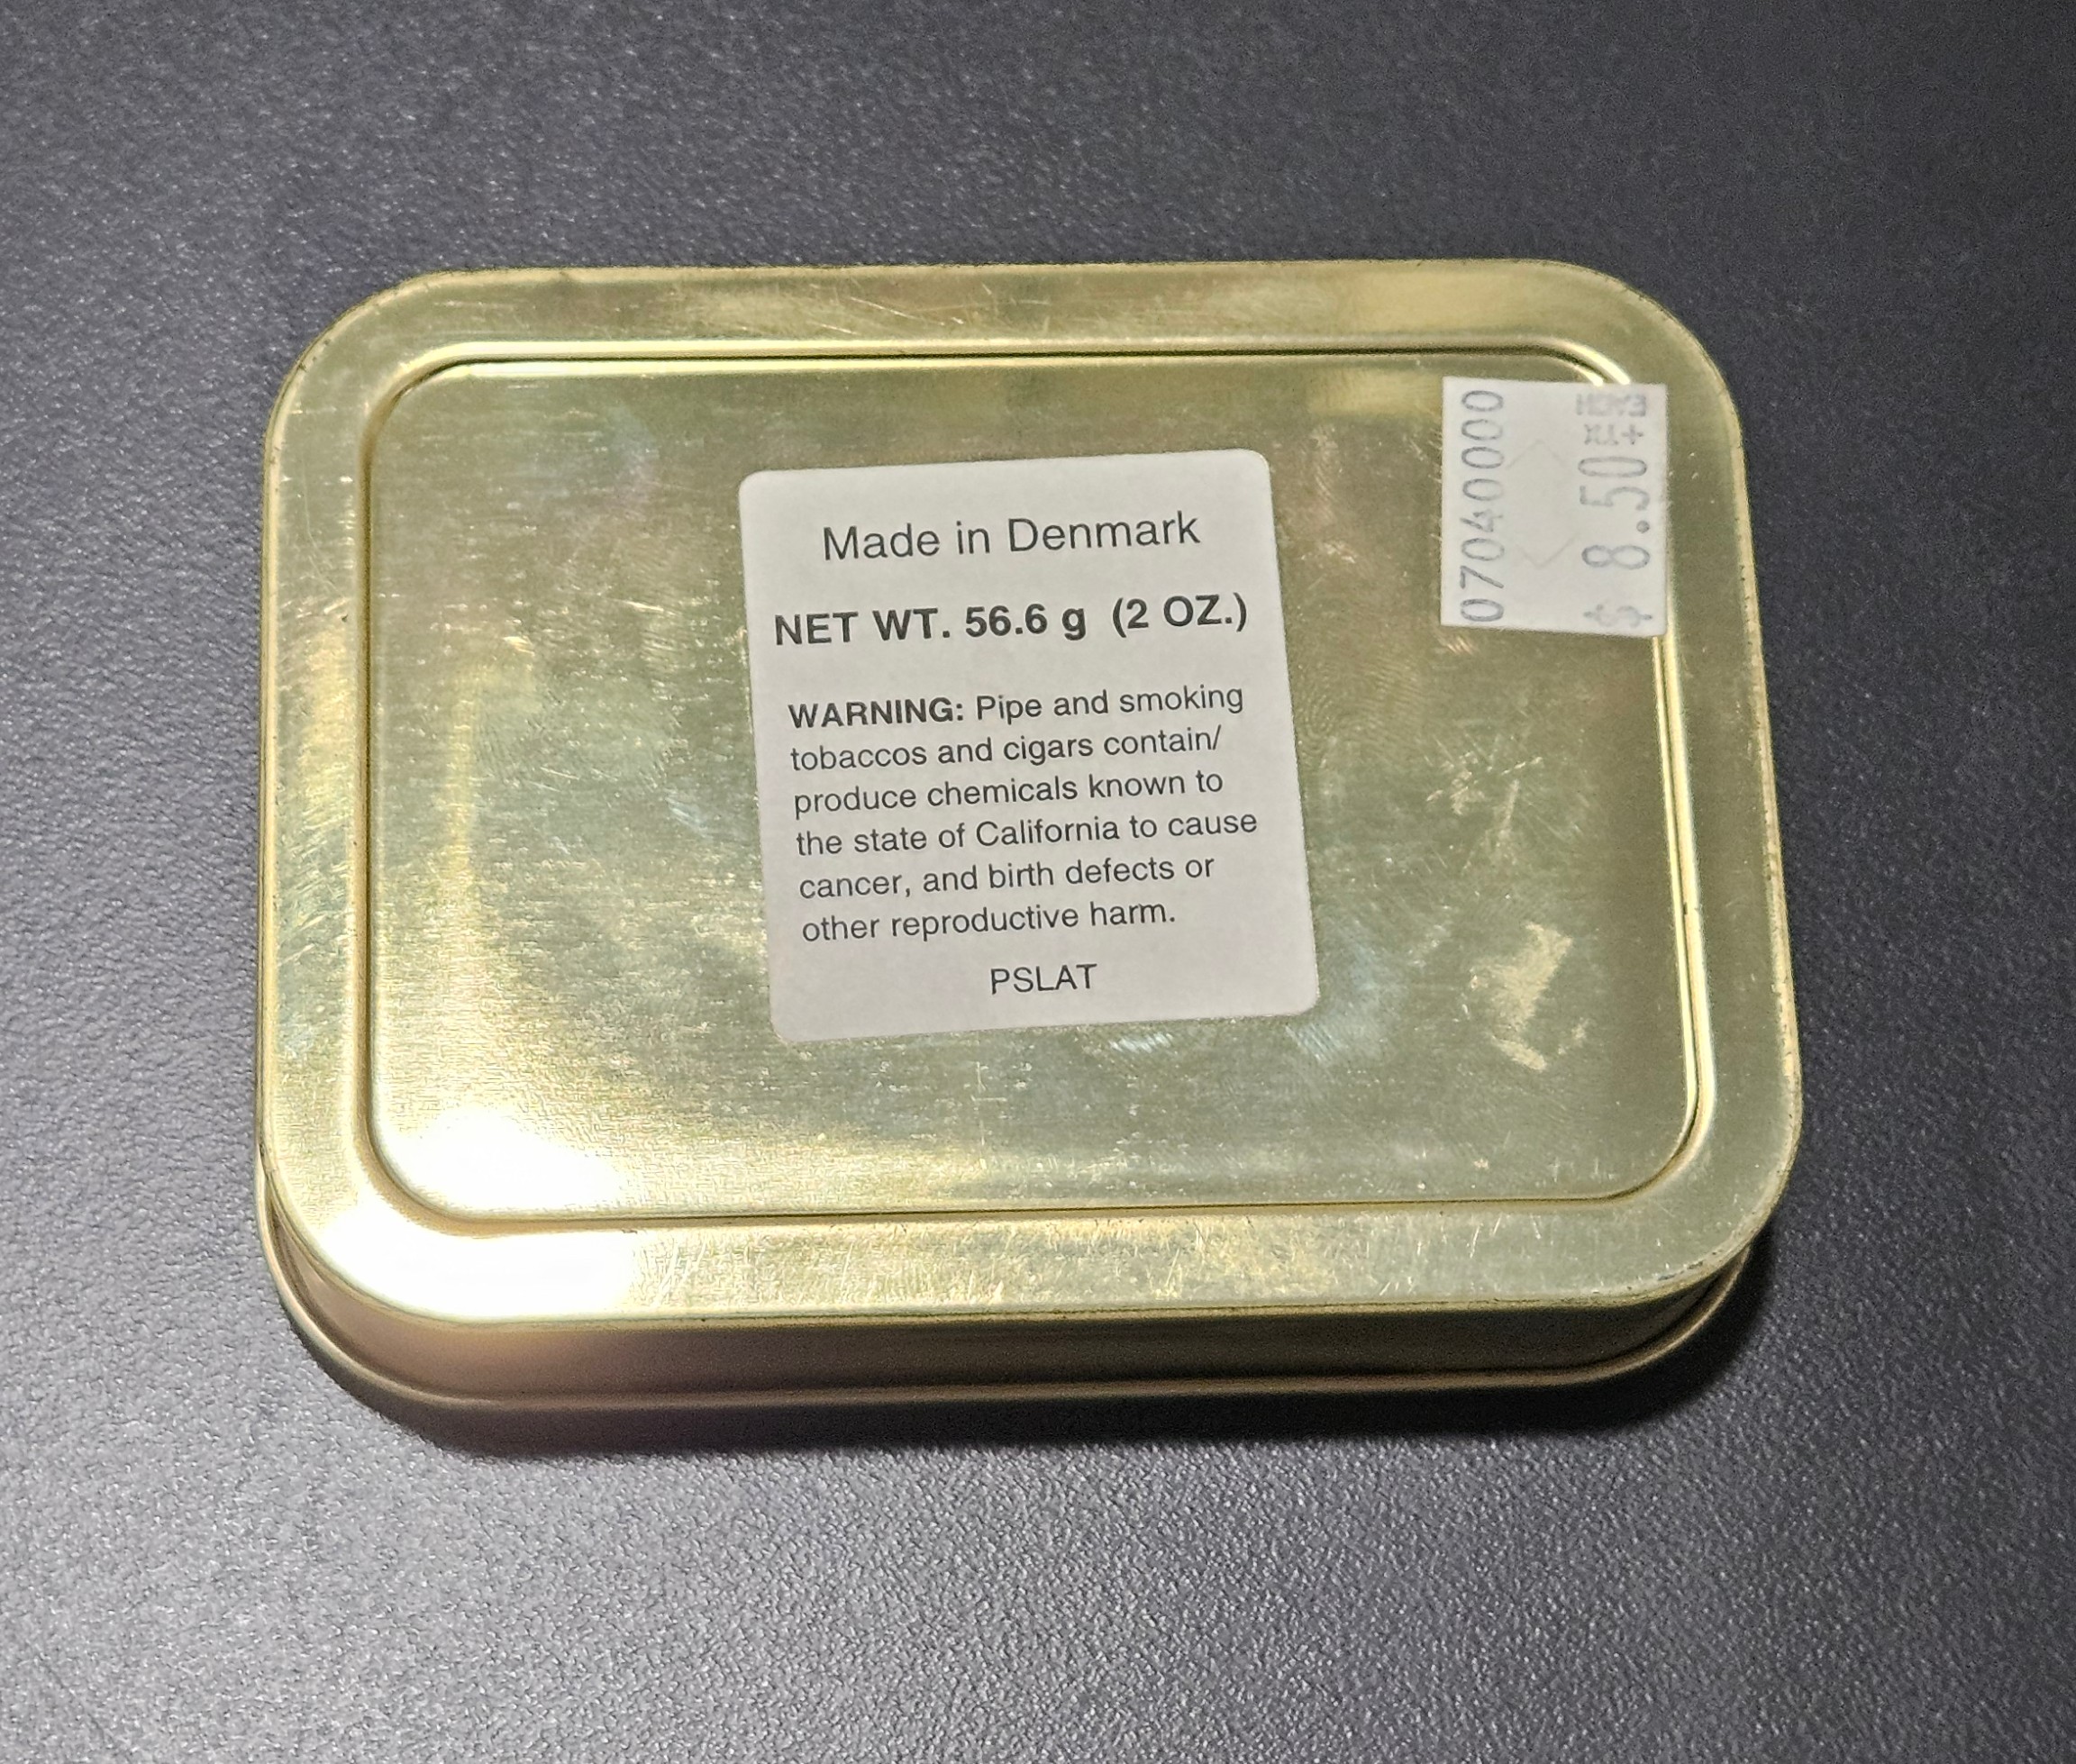 Made in Denmark
NET WT. 56.6 g (2 OZ.)
WARNING: Pipe and smoking
tobaccos and cigars contain/
produce chemicals known to
the state of California to cause
cancer, and birth defects or
other reproductive harm.
PSLAT
07040000
$ 8.50+TX
EACH